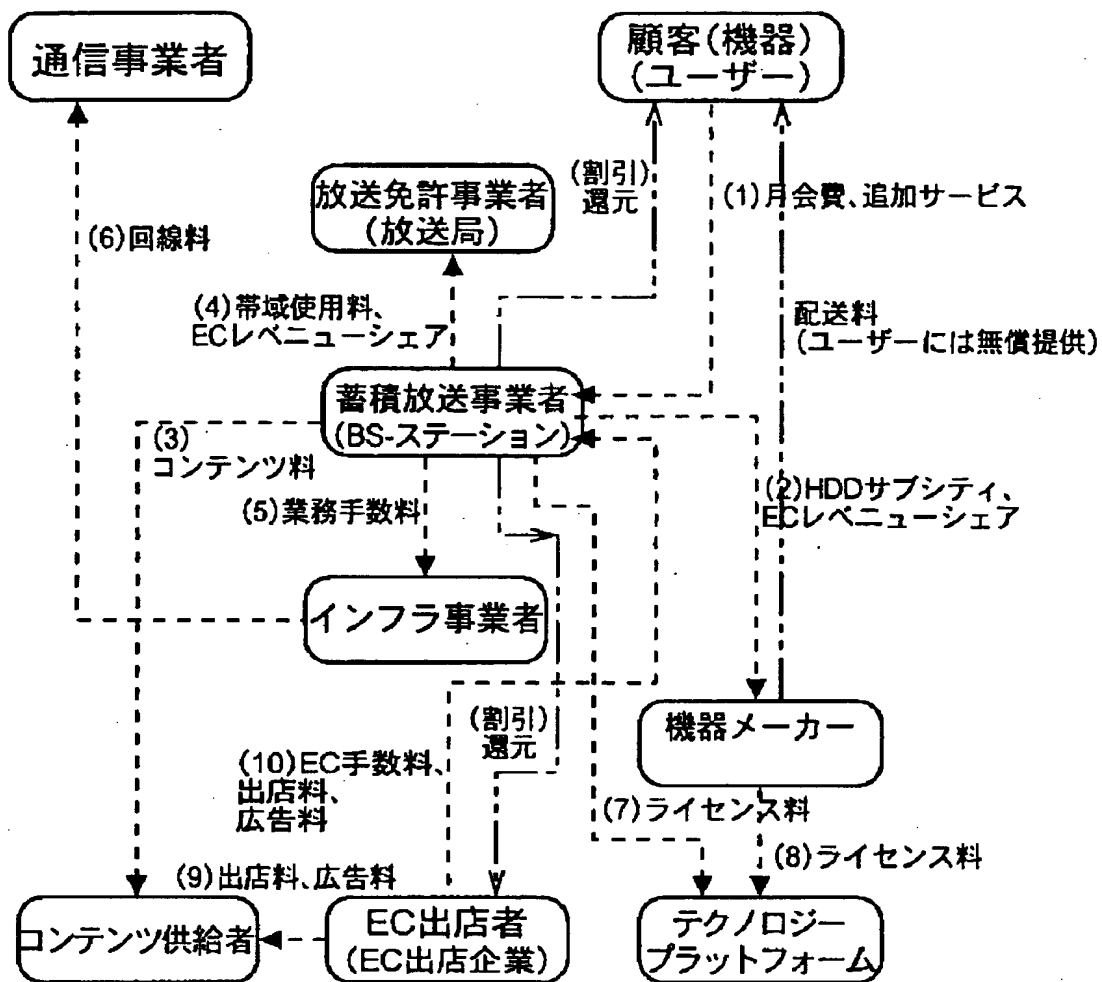 通信事業者
顧客(機器)
(ユーザー)
放送免許事業者
(放送局)
(割引)
還元
(1)月会費、追加サービス
(6)回線料
(4)帯域使用料、
ECレベニューシェア
配送料
(ユーザーには無償提供)
蓄積放送事業者
(BS-ステーション)
(3)
コンテンツ料
(2)HDDサブシティ、
ECレベニューシェア
(5)業務手数料
インフラ事業者
(割引)
還元
機器メーカー
(10)EC手数料、
出店料、
広告料
(7)ライセンス料
(8)ライセンス料
(9)出店料、広告料
コンテンツ供給者
EC出店者
(EC出店企業)
テクノロジー
プラットフォーム